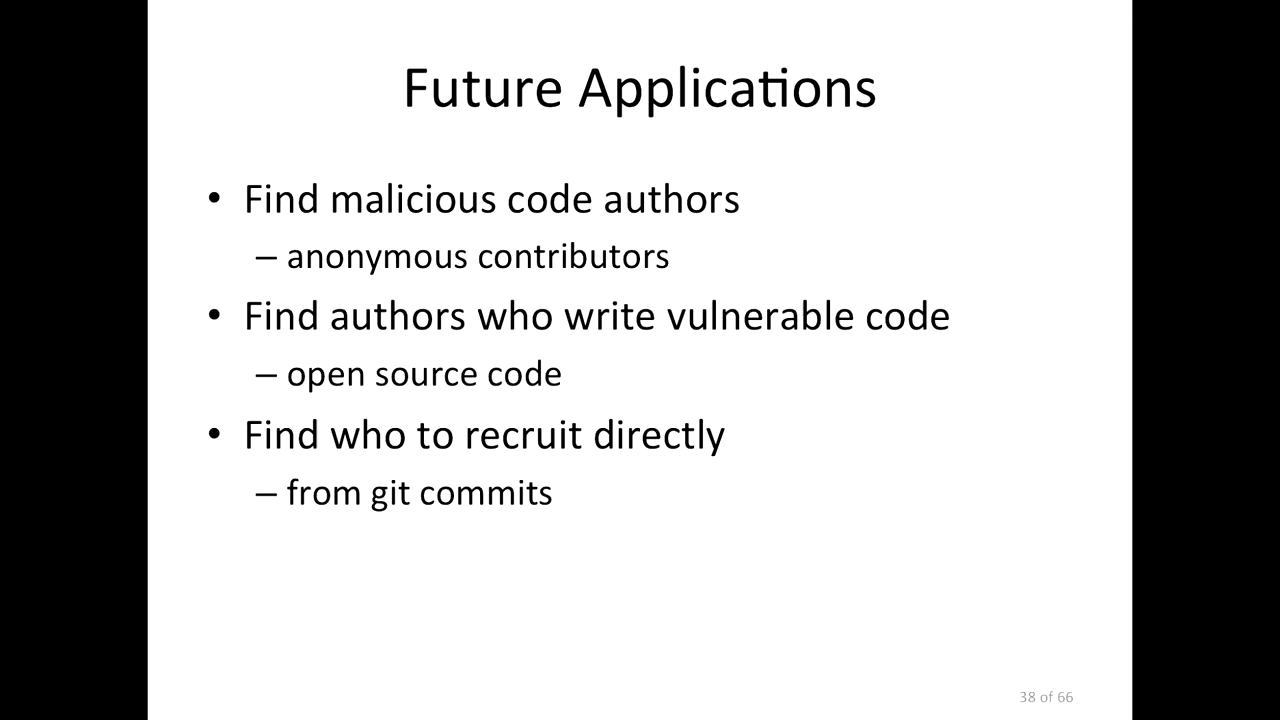 Future Applications
• Find malicious code authors
– anonymous contributors
• Find authors who write vulnerable code
– open source code
• Find who to recruit directly
– from git commits
38 of 66